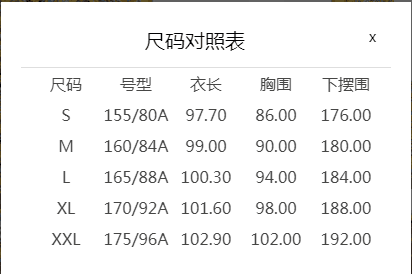 尺码对照表 x
尺码 号型 衣长 胸围 下摆围
S 155/80A 97.70 86.00 176.00
M 160/84A 99.00 90.00 180.00
L 165/88A 100.30 94.00 184.00
XL 170/92A 101.60 98.00 188.00
XXL 175/96A 102.90 102.00 192.00